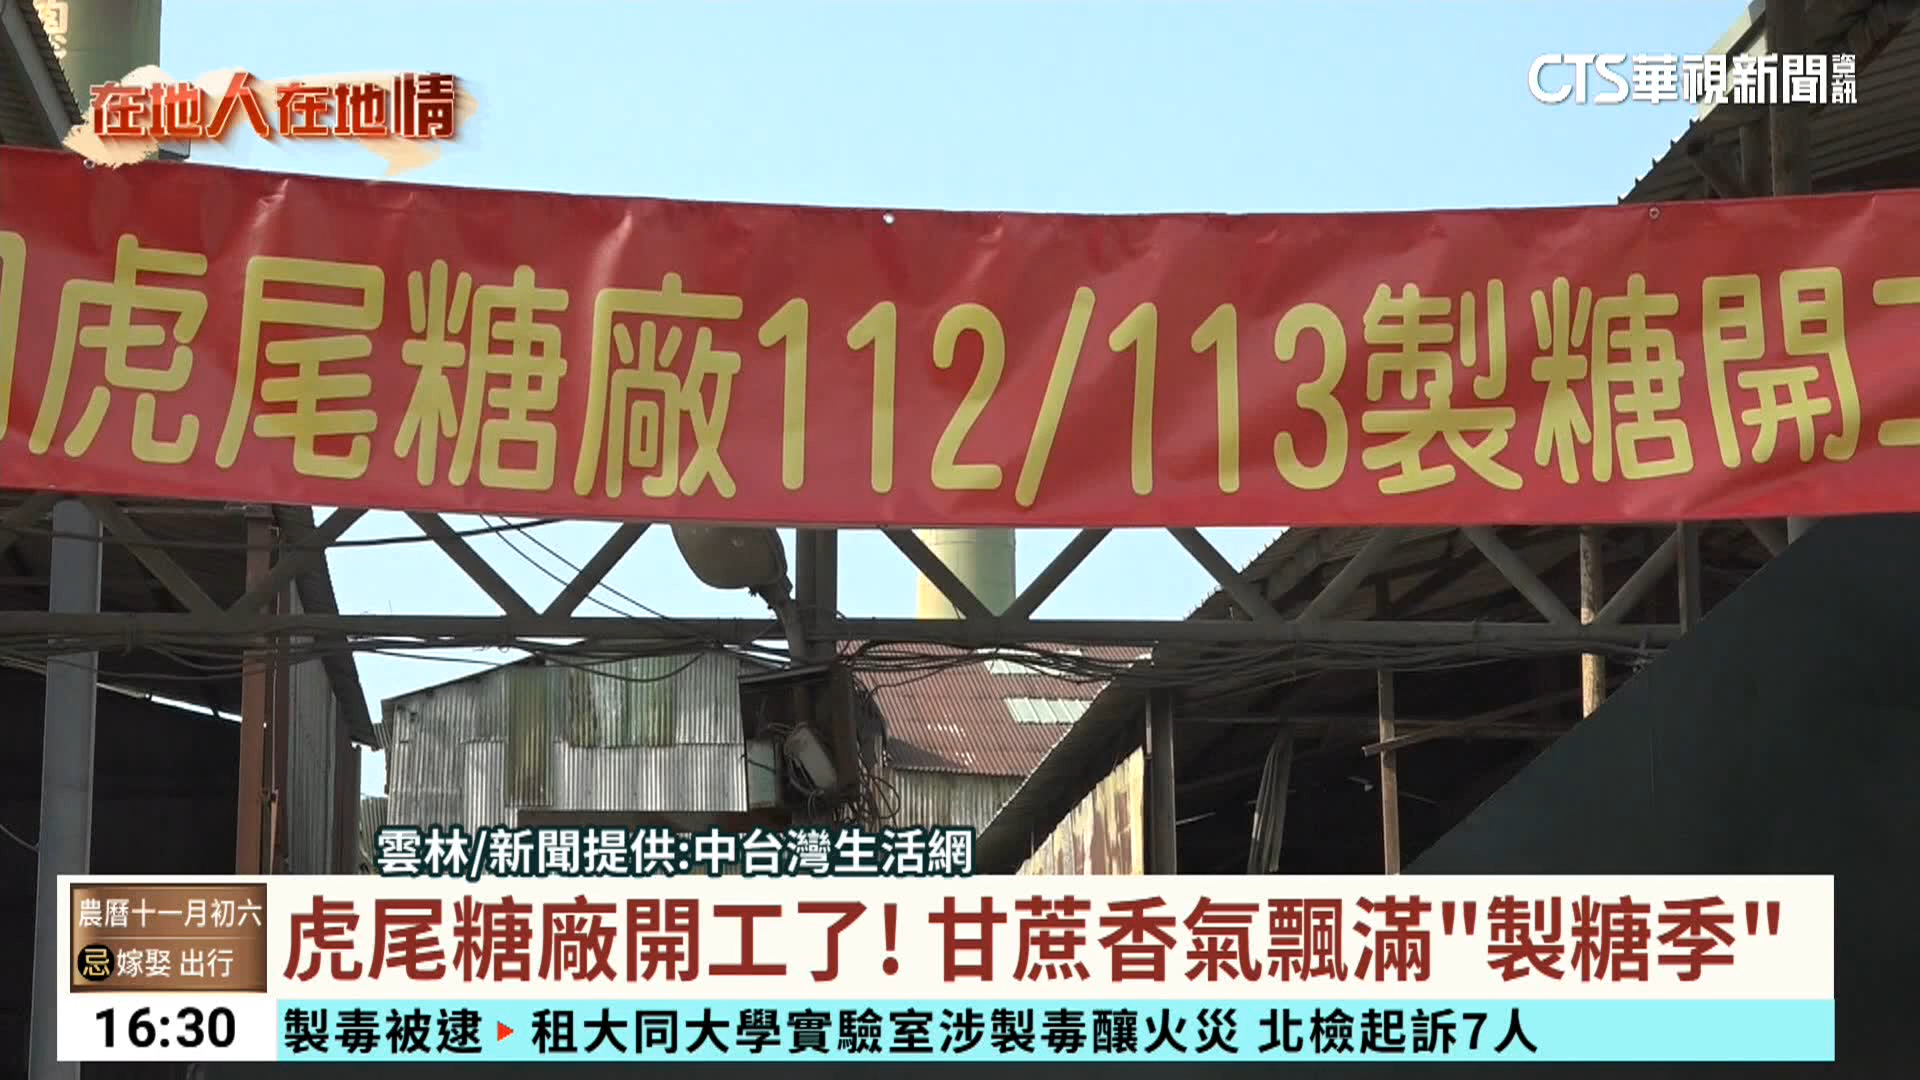 在地人在地情
CTS華視新聞資訊
虎尾糖廠112/113製糖開工
雲林/新聞提供:中台灣生活網
農曆十一月初六
忌 嫁娶 出行
虎尾糖廠開工了! 甘蔗香氣飄滿"製糖季"
16:30
製毒被逮▶租大同大學實驗室涉製毒釀火災 北檢起訴7人